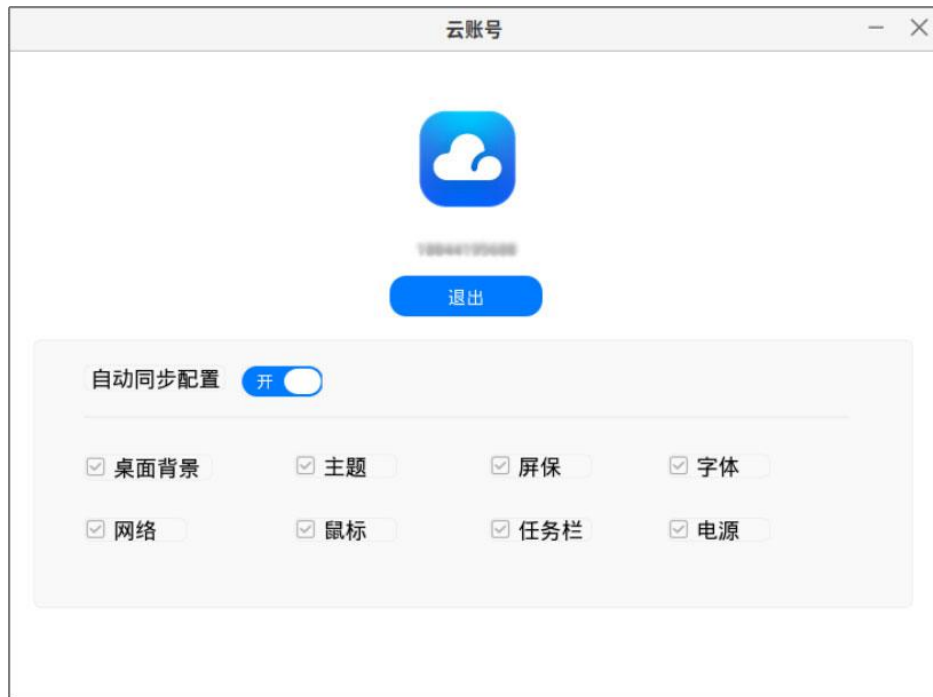 云账号
退出
自动同步配置 开
桌面背景 主题 屏保 字体
网络 鼠标 任务栏 电源